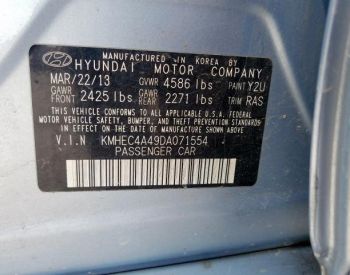 MANUFACTURED IN KOREA BY
HYUNDAI MOTOR COMPANY
MAR/22/13 GVWR 4586 lbs PAINT Y2U
GAWR FRONT 2425 lbs GAWR REAR 2271 lbs TRIM RAS
THIS VEHICLE CONFORMS TO ALL APPLICABLE FEDERAL
MOTOR VEHICLE SAFETY, BUMPER, AND THEFT PREVENTION STANDARDS
IN EFFECT ON THE DATE OF MANUFACTURE SHOWN ABOVE.
V.I.N KMHEC4A49DA071554
PASSENGER CAR